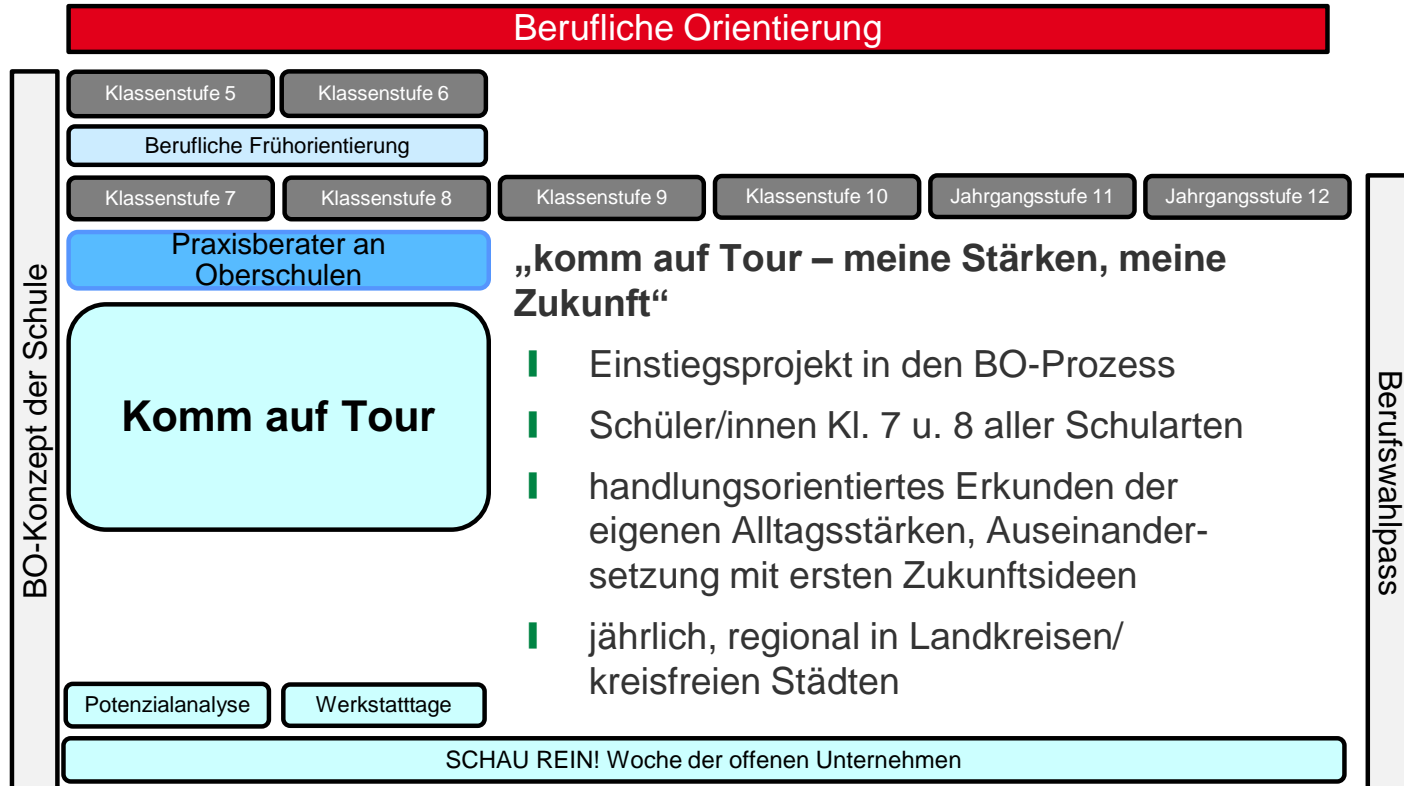 Berufliche Orientierung
BO-Konzept der Schule
Klassenstufe 5
Klassenstufe 6
Berufliche Frühorientierung
Klassenstufe 7
Klassenstufe 8
Klassenstufe 9
Klassenstufe 10
Jahrgangsstufe 11
Jahrgangsstufe 12
Praxisberater an
Oberschulen
Komm auf Tour
„komm auf Tour – meine Stärken, meine
Zukunft“
Einstiegsprojekt in den BO-Prozess
Schüler/innen Kl. 7 u. 8 aller Schularten
handlungsorientiertes Erkunden der
eigenen Alltagsstärken, Auseinander-
setzung mit ersten Zukunftsideen
jährlich, regional in Landkreisen/
kreisfreien Städten
Potenzialanalyse
Werkstatttage
SCHAU REIN! Woche der offenen Unternehmen
Berufswahlpass